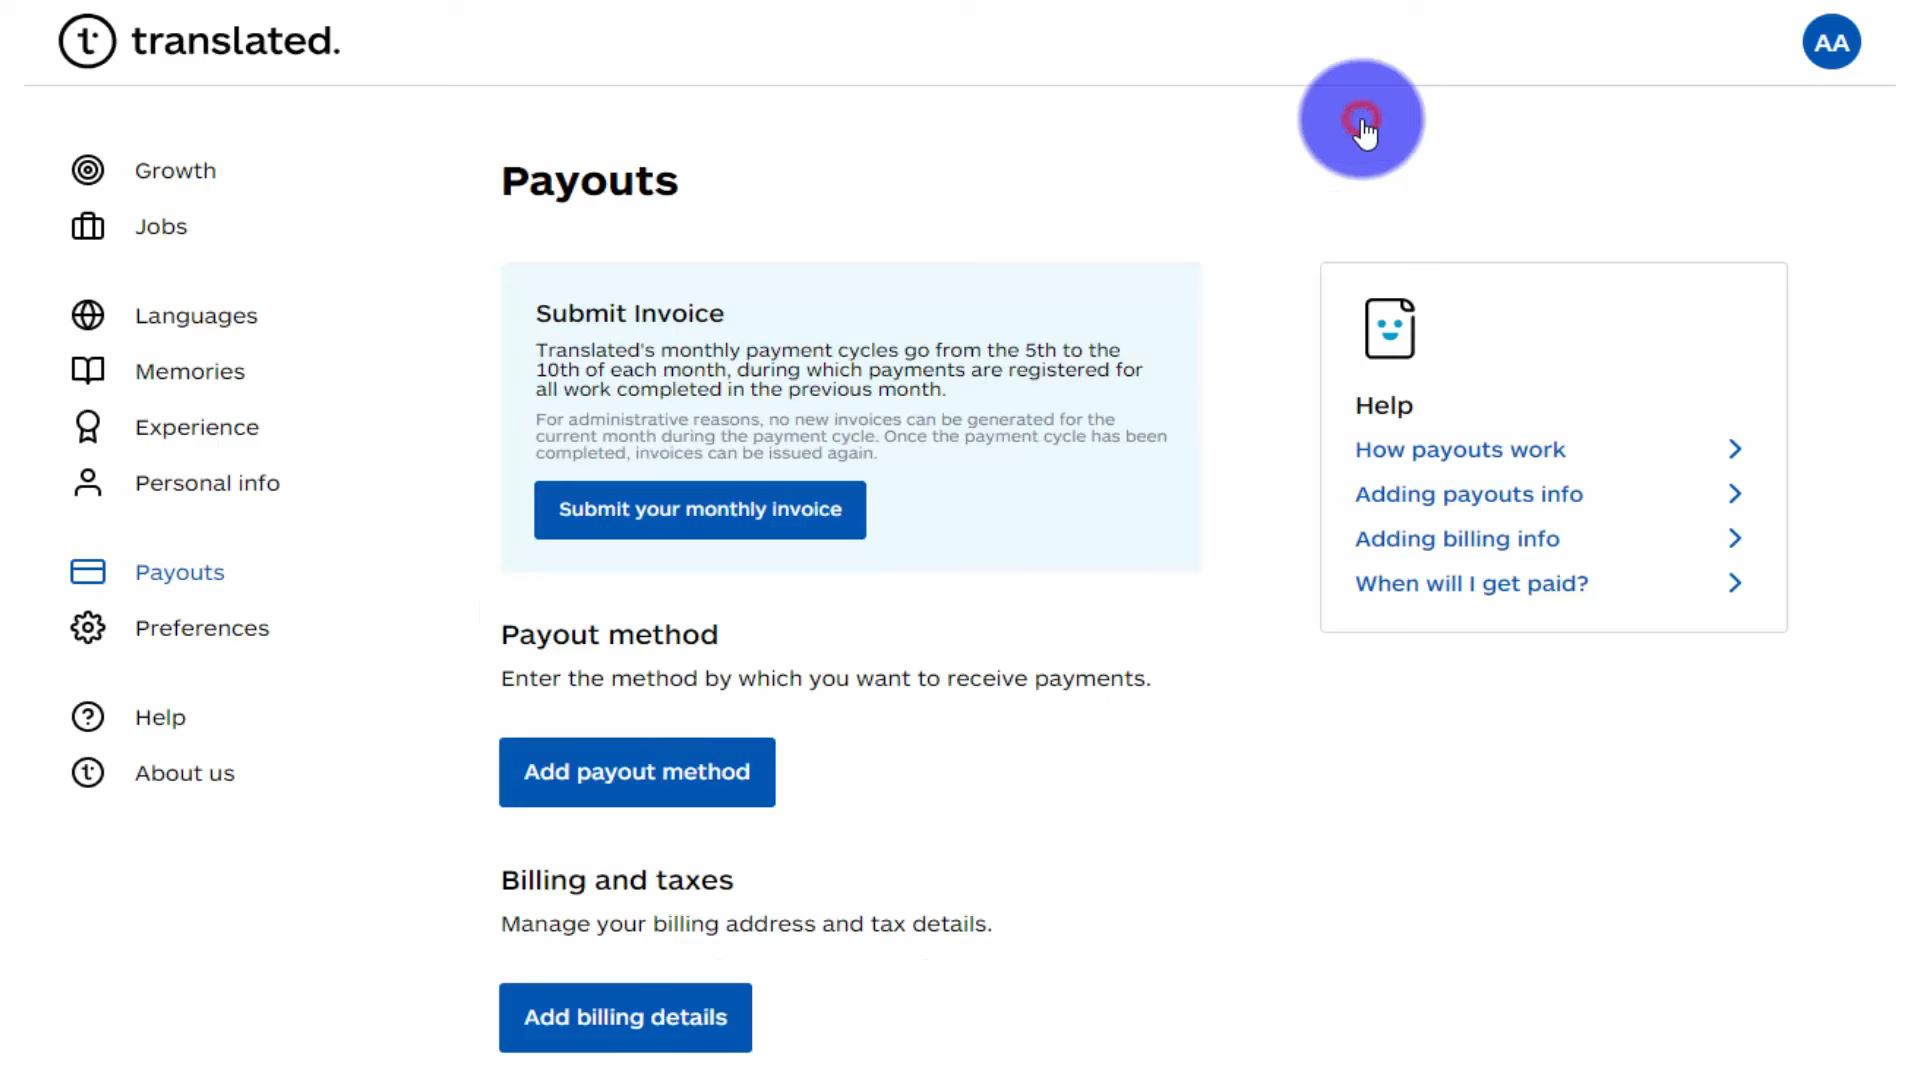 translated.
AA
Growth
Jobs
Languages
Memories
Experience
Personal info
Payouts
Preferences
Help
About us
Payouts
Submit Invoice
Translated's monthly payment cycles go from the 5th to the
10th of each month, during which payments are registered for
all work completed in the previous month.
For administrative reasons, no new invoices can be generated for the
current month during the payment cycle. Once the payment cycle has been
completed, invoices can be issued again.
Submit your monthly invoice
Payout method
Enter the method by which you want to receive payments.
Add payout method
Billing and taxes
Manage your billing address and tax details.
Add billing details
Help
How payouts work
Adding payouts info
Adding billing info
When will I get paid?